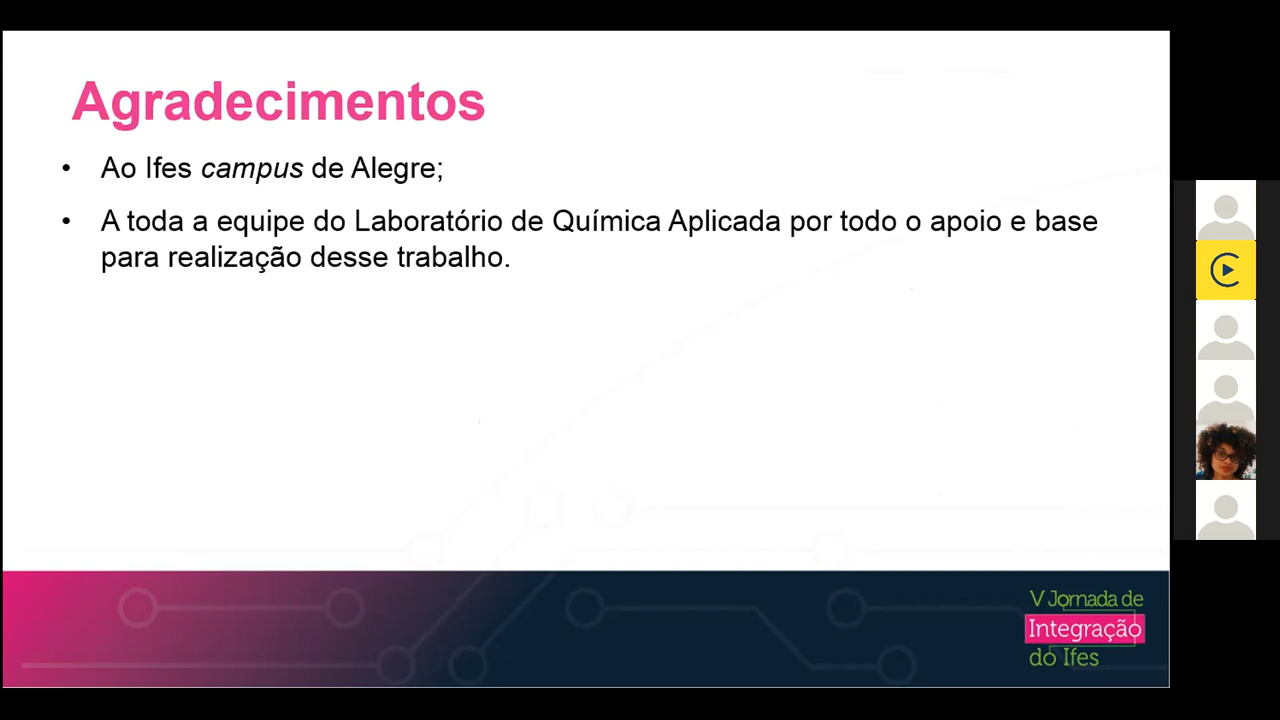 Agradecimentos
• Ao Ifes campus de Alegre;
• A toda a equipe do Laboratório de Química Aplicada por todo o apoio e base
para realização desse trabalho.
V Jornada de
Integração
do Ifes